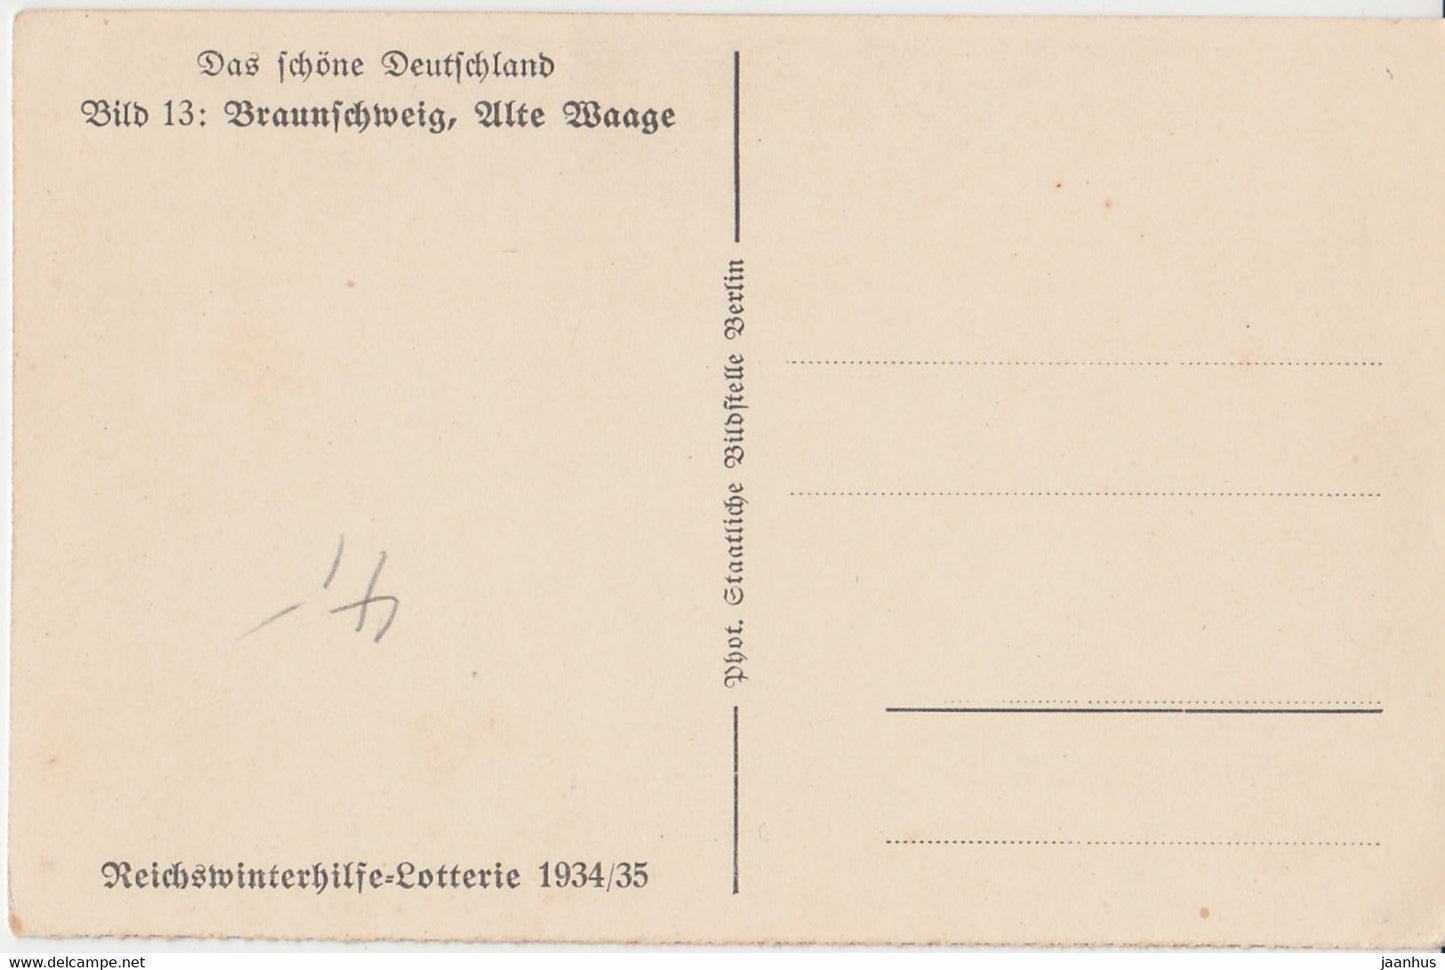 Das schöne Deutschland
Bild 13: Braunschweig, Alte Waage
Phot. Staatliche Bildstelle Berlin
Reichswinterhilfe-Lotterie 1934/35
www.delcampe.net
jaanhus